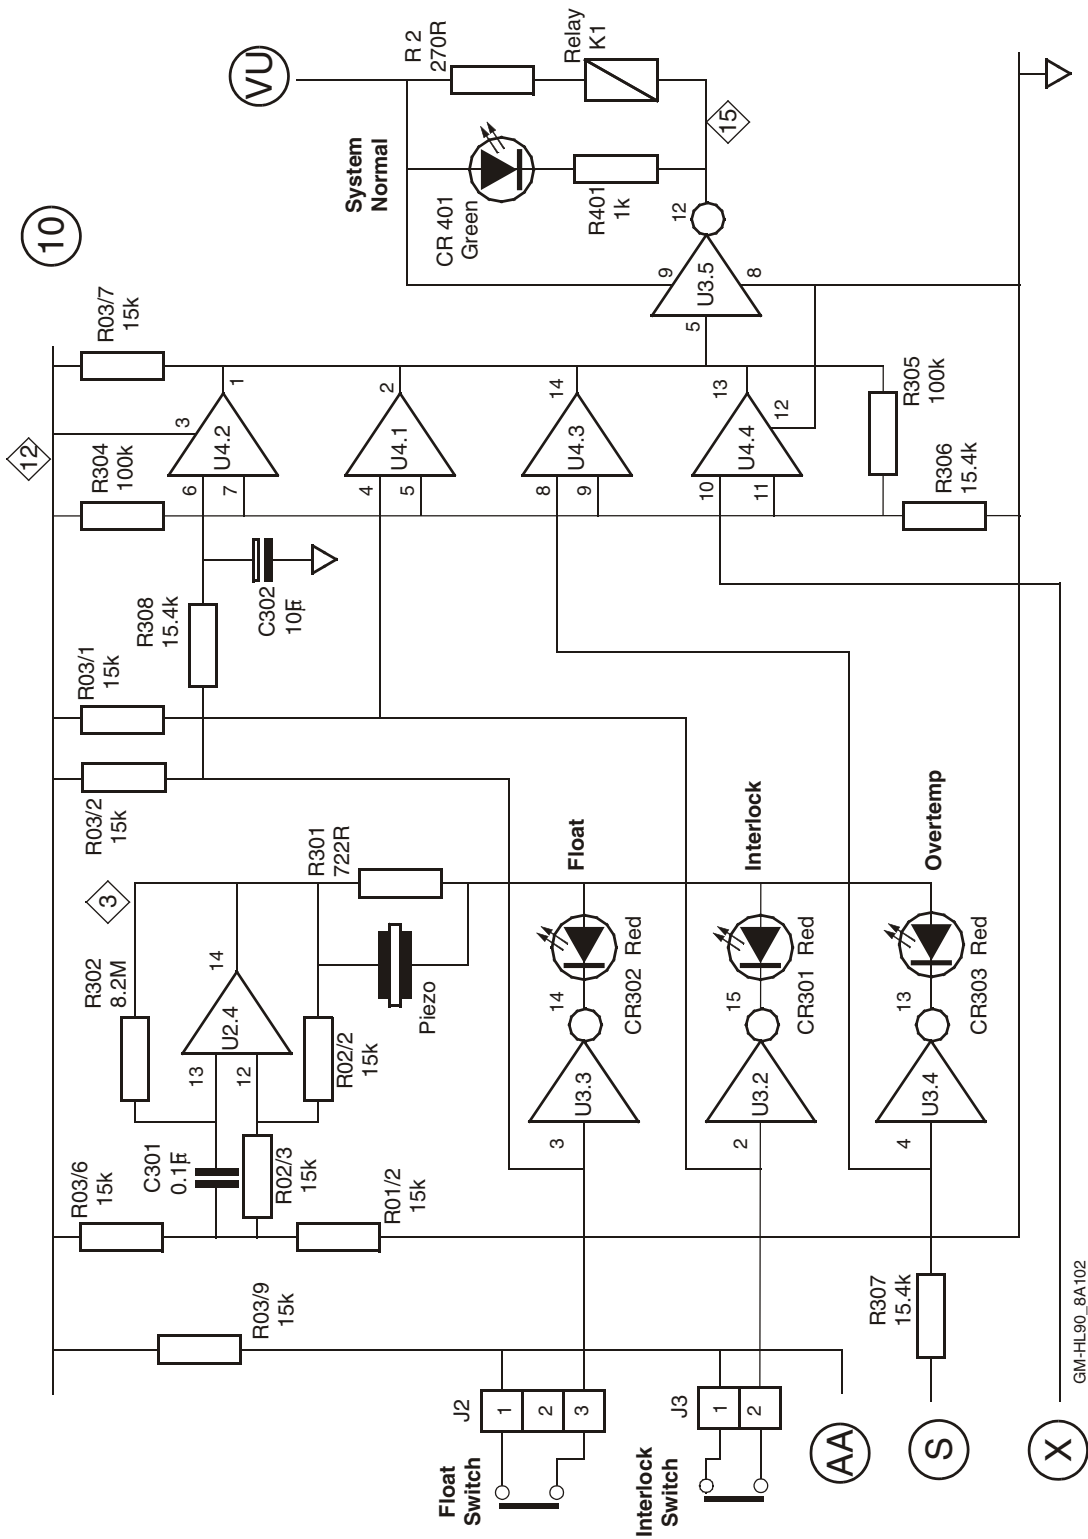 VU
R 2
270R
Relay
K1
15
System
Normal
CR 401
Green
R401
1k
12
9
U3.5
8
5
10
R03/7
15k
12
R304
100k
3
1
U4.2
6
7
2
U4.1
4
5
14
U4.3
8
9
13
12
U4.4
10
11
R305
100k
R306
15.4k
R308
15.4k
C302
R03/1
15k
R03/2
15k
3
R302
8.2M
14
U2.4
13
12
R301
722R
Piezo
R02/2
15k
Float
14
CR302 Red
U3.3
3
Interlock
15
CR301 Red
U3.2
2
Overtemp
13
CR303 Red
U3.4
4
R03/6
15k
C301
R02/3
15k
R01/2
15k
R03/9
15k
R307
15.4k
J2
1
2
3
Float
Switch
J3
1
2
Interlock
Switch
AA
S
X
GM-HL90_8A102